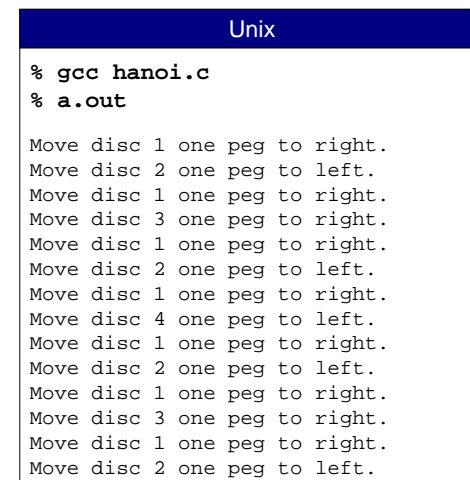 Unix
% gcc hanoi.c
% a.out
Move disc 1 one peg to right.
Move disc 2 one peg to left.
Move disc 1 one peg to right.
Move disc 3 one peg to right.
Move disc 1 one peg to right.
Move disc 2 one peg to left.
Move disc 1 one peg to right.
Move disc 4 one peg to left.
Move disc 1 one peg to right.
Move disc 2 one peg to left.
Move disc 1 one peg to right.
Move disc 3 one peg to right.
Move disc 1 one peg to right.
Move disc 2 one peg to left.